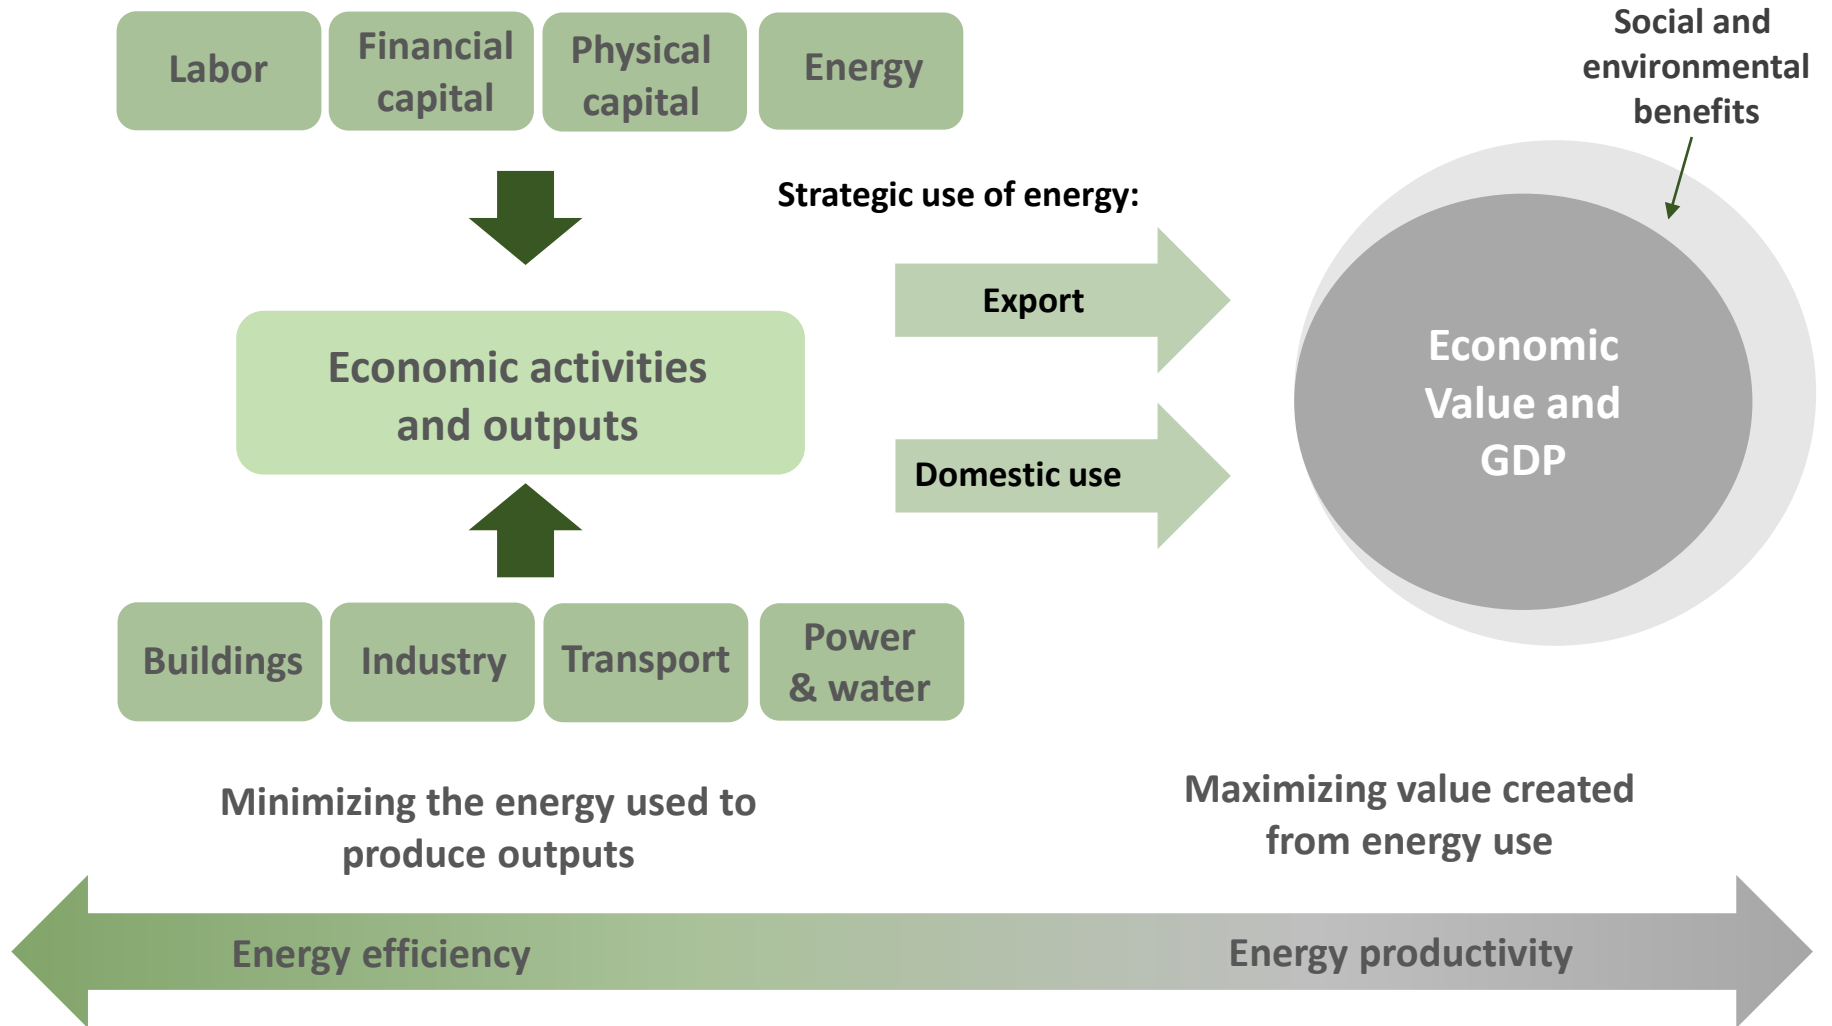 Labor
Financial
capital
Physical
capital
Energy
Social and
environmental
benefits
Strategic use of energy:
Export
Economic activities
and outputs
Domestic use
Economic
Value and
GDP
Buildings
Industry
Transport
Power
& water
Minimizing the energy used to
produce outputs
Maximizing value created
from energy use
Energy efficiency
Energy productivity